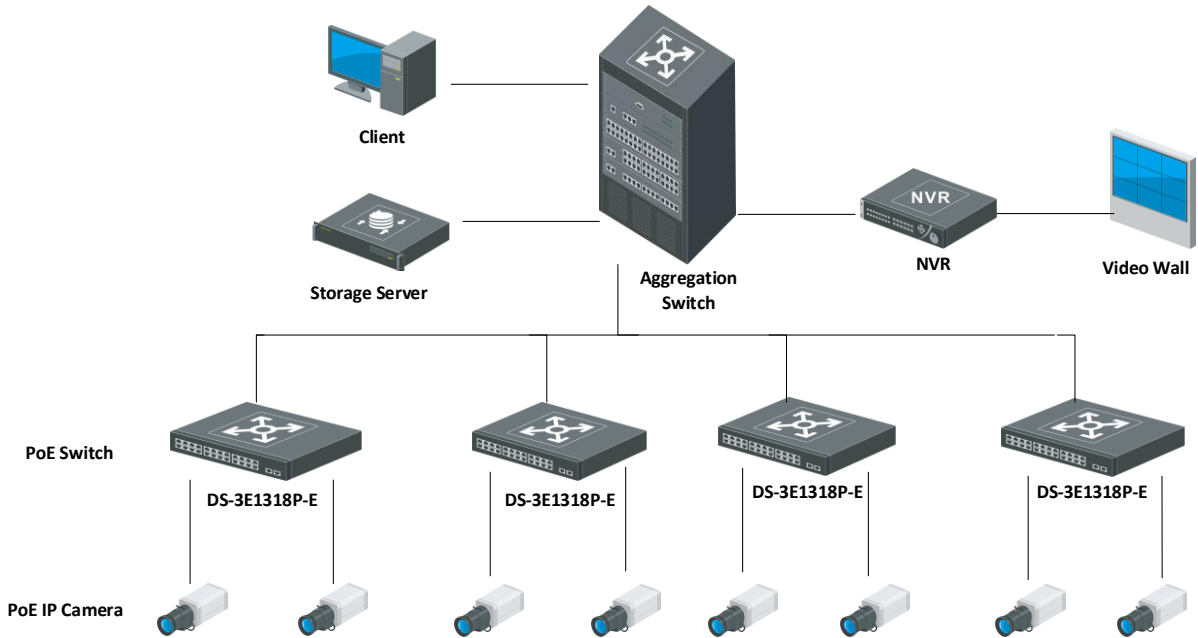 Client
NVR
Storage Server
Aggregation
Switch
NVR
Video Wall
PoE Switch
DS-3E1318P-E
DS-3E1318P-E
DS-3E1318P-E
DS-3E1318P-E
PoE IP Camera